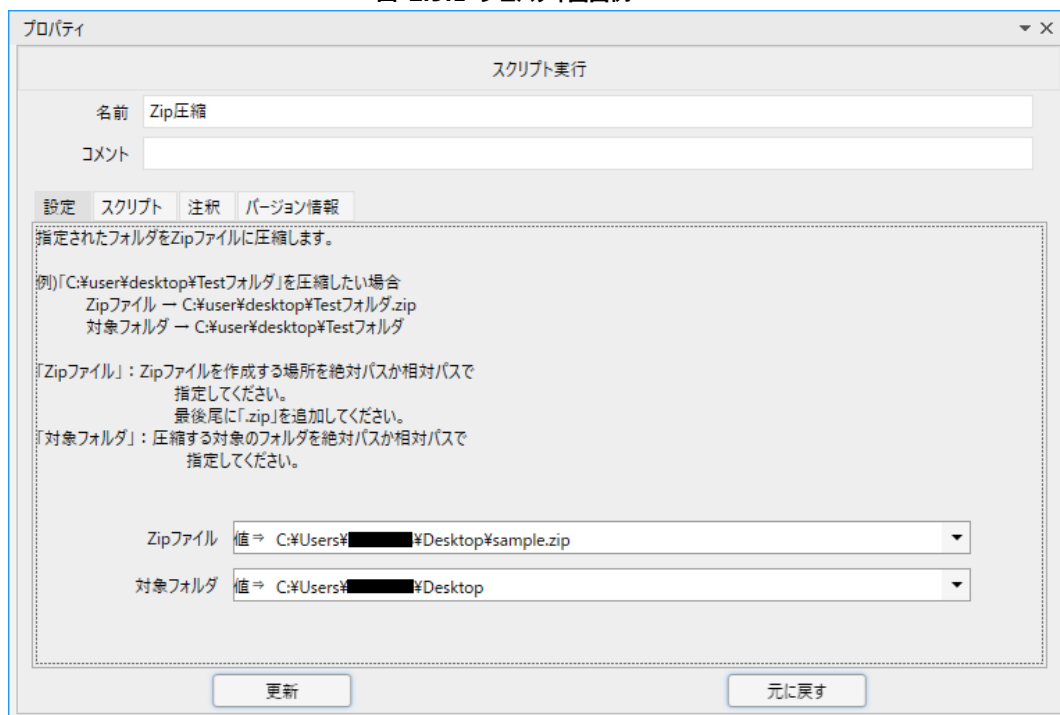 プロパティ
スクリプト実行
名前 Zip圧縮
コメント
設定 スクリプト 注釈 バージョン情報
指定されたフォルダをZipファイルに圧縮します。
例)「C:¥user¥desktop¥Testフォルダ」を圧縮したい場合
Zipファイル → C:¥user¥desktop¥Testフォルダ.zip
対象フォルダ → C:¥user¥desktop¥Testフォルダ
「Zipファイル」：Zipファイルを作成する場所を絶対パスか相対パスで
指定してください。
最後尾に「.zip」を追加してください。
「対象フォルダ」：圧縮する対象のフォルダを絶対パスか相対パスで
指定してください。
Zipファイル 値⇒ C:¥Users¥ ¥Desktop¥sample.zip
対象フォルダ 値⇒ C:¥Users¥ ¥Desktop
更新 元に戻す